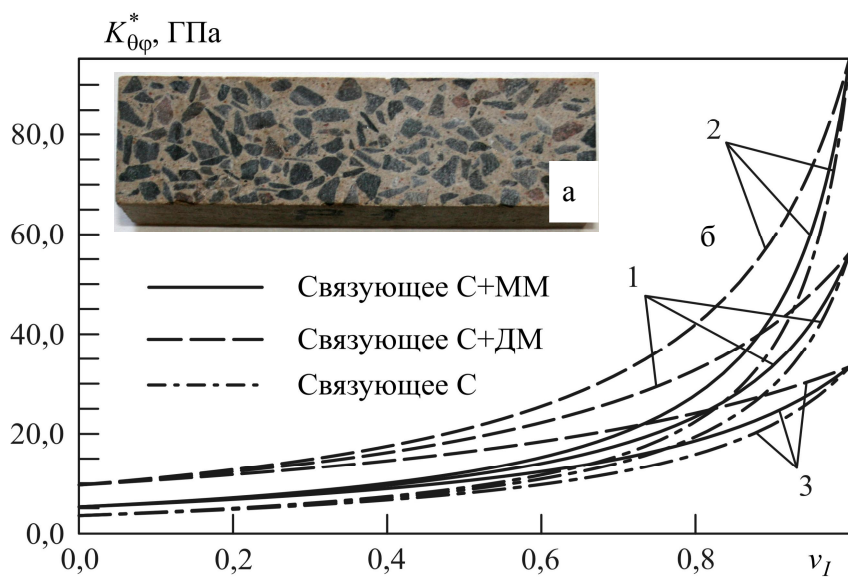 K*θφ, ГПа
80,0
а
2
60,0
б
1
Связующее С+ММ
40,0
Связующее С+ДМ
Связующее С
20,0
3
0,0
0,0 0,2 0,4 0,6 0,8 vI